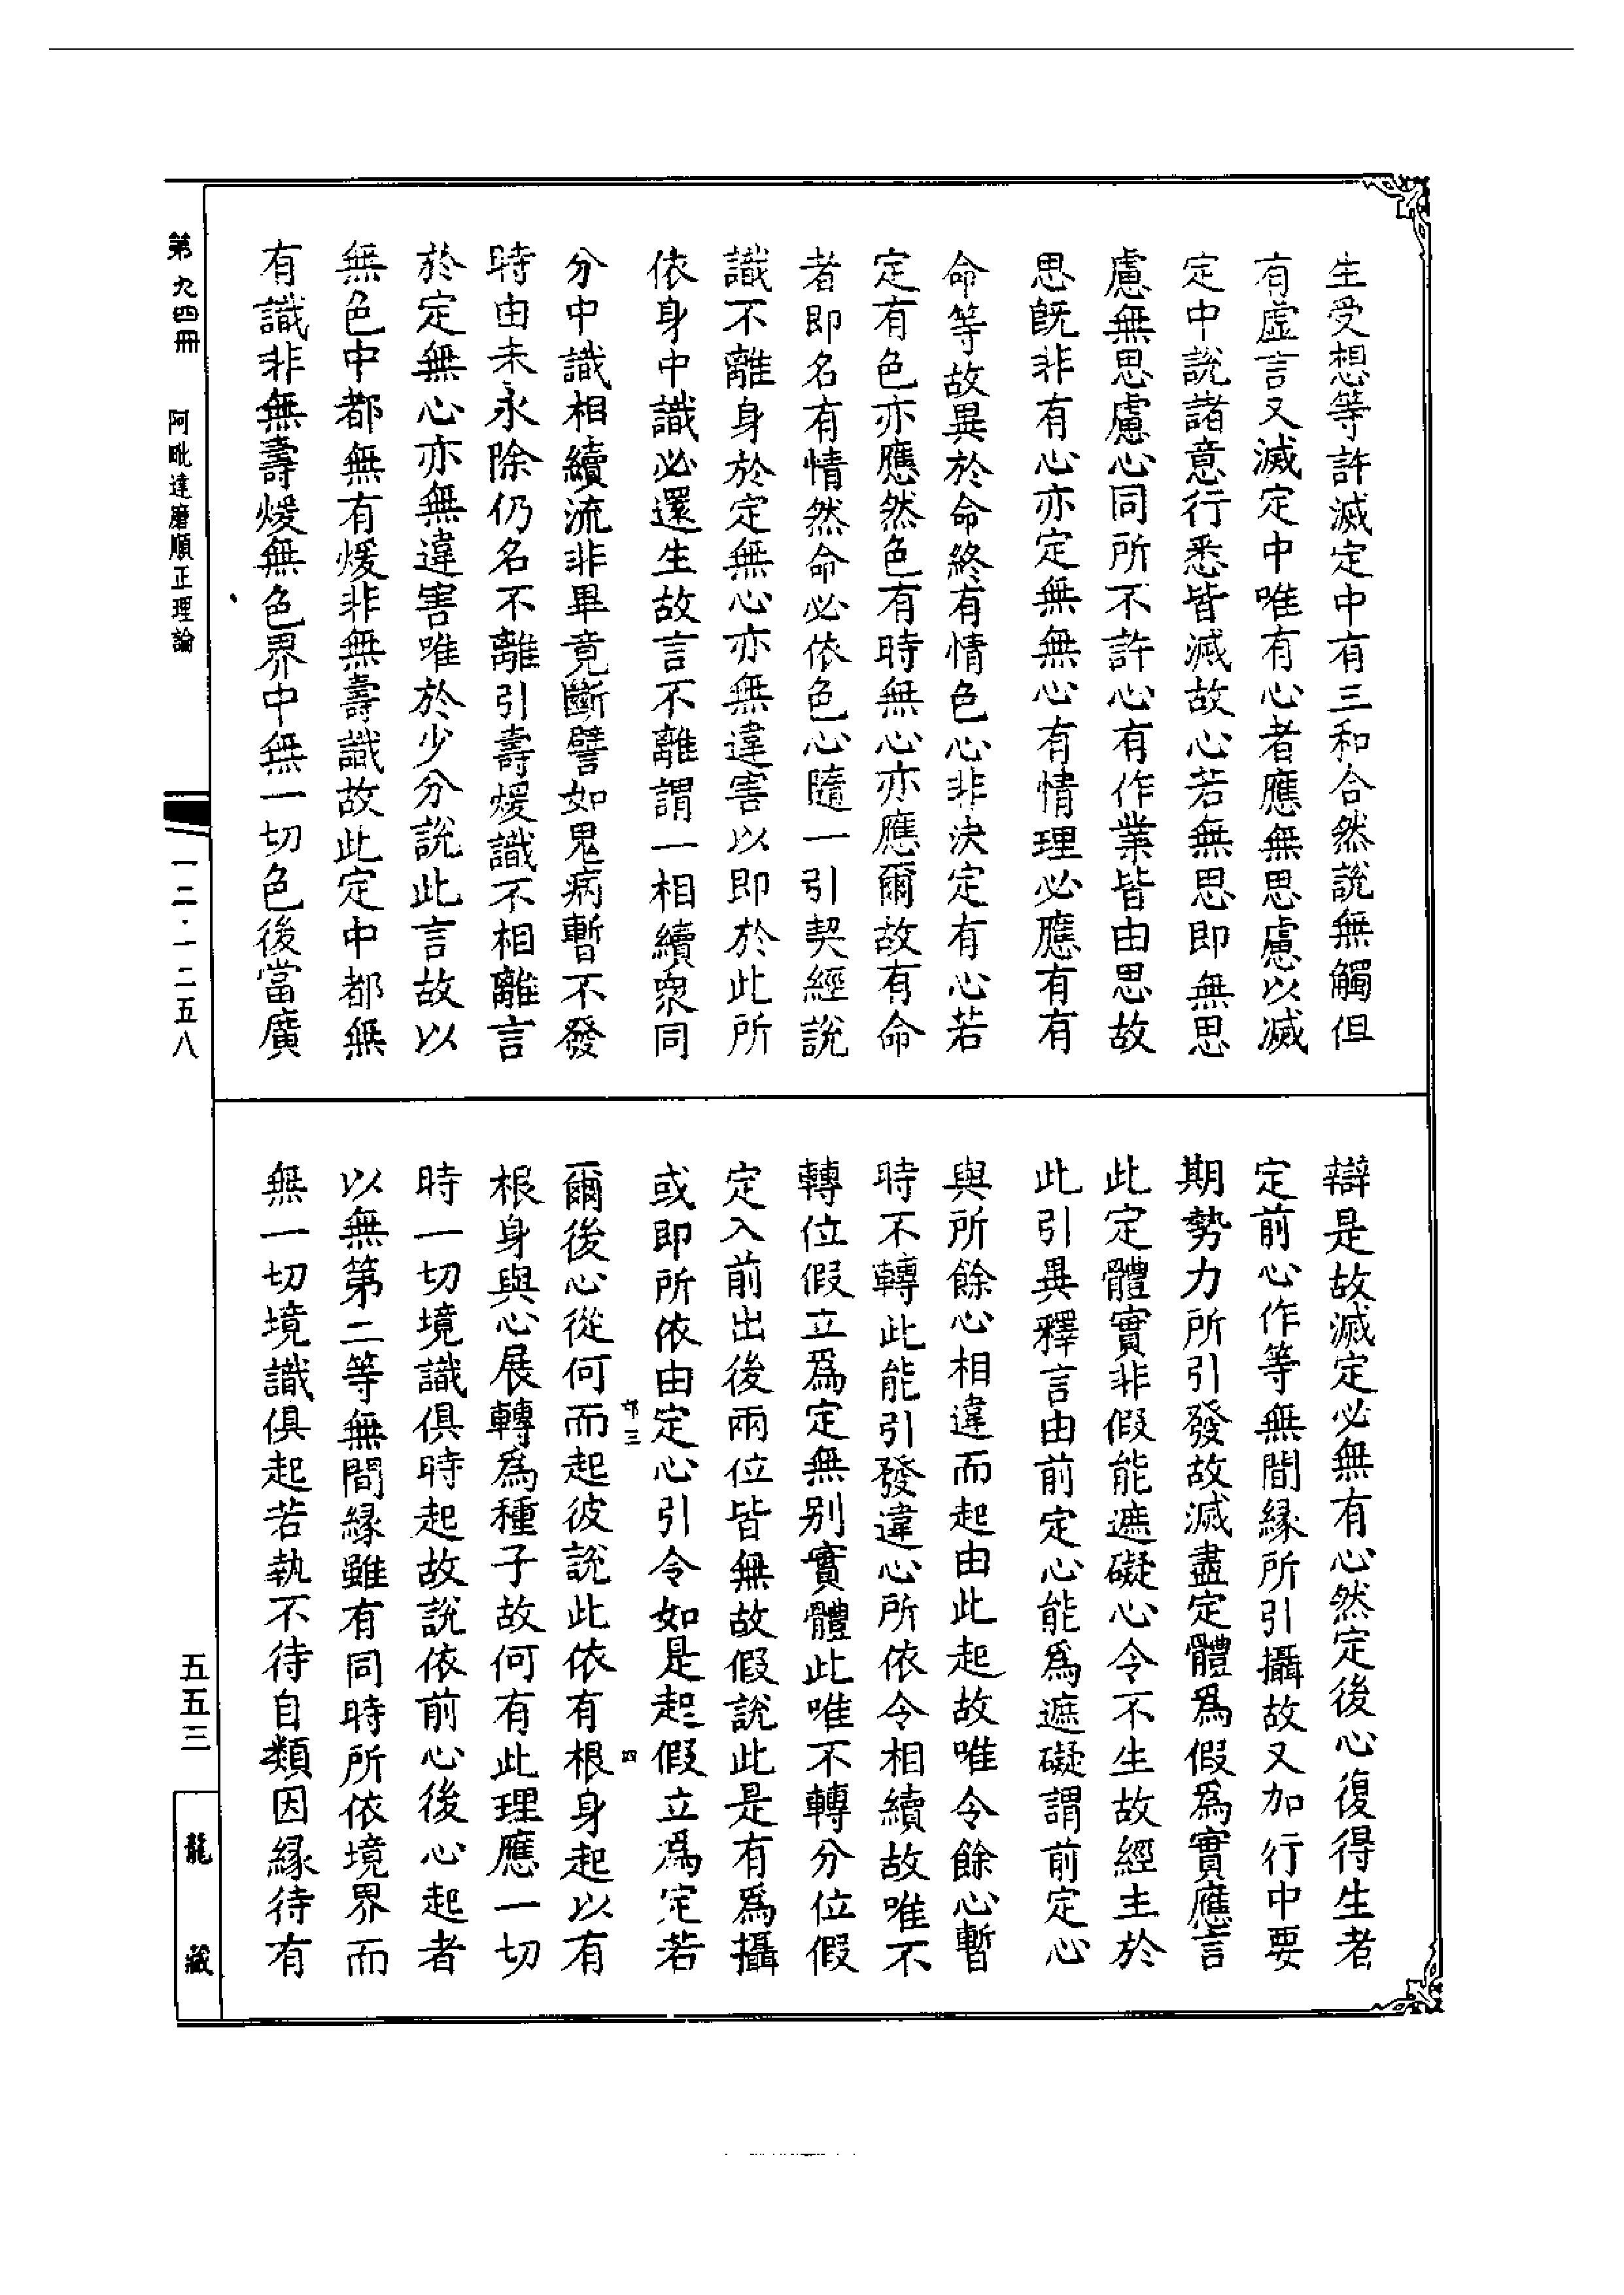 生受想等許滅定中有三和合然說無觸但
有虛言又滅定中唯有心者應無思慮以滅
定中說諸意行悉皆滅故心若無思即無思
慮無思慮心同所不許心有作業皆由思故
思既非有心亦定無無心有情理必應有有
命等故異於命終有情色心非決定有心若
定有色亦應然色有時無心亦應爾故有命
者即名有情然命必依色心隨一引契經說
識不離身於定無心亦無違害以即於此所
依身中識必還生故言不離謂一相續衆同
分中識相續流非畢竟斷譬如鬼病暫不發
時由未永除仍名不離引壽煖識不相離言
於定無心亦無違害唯於少分說此言故以
無色中都無有煖非無壽識故此定中都無
有識非無壽煖無色界中無一切色後當廣
辯是故滅定必無有心然定後心復得生者
定前心作等無間縁所引攝故又加行中要
期勢力所引發故滅盡定體爲假爲實應言
此定體實非假能遮礙心令不生故經主於
此引異釋言由前定心能爲遮礙謂前定心
與所餘心相違而起由此起故唯令餘心暫
時不轉此能引發違心所依令相續故唯不
轉位假立爲定無别實體此唯不轉分位假
定入前出後兩位皆無故假說此是有爲攝
或即所依由定心引令如是起假立爲定若
爾後心從何而起彼說此依有根身起以有
根身與心展轉爲種子故何有此理應一切
時一切境識俱時起故說依前心後心起者
以無第二等無間縁雖有同時所依境界而
無一切境識俱起若執不待自類因縁待有
三
四
第九四冊
阿毗達磨順正理論
一二·一二五八
五五三
龍藏